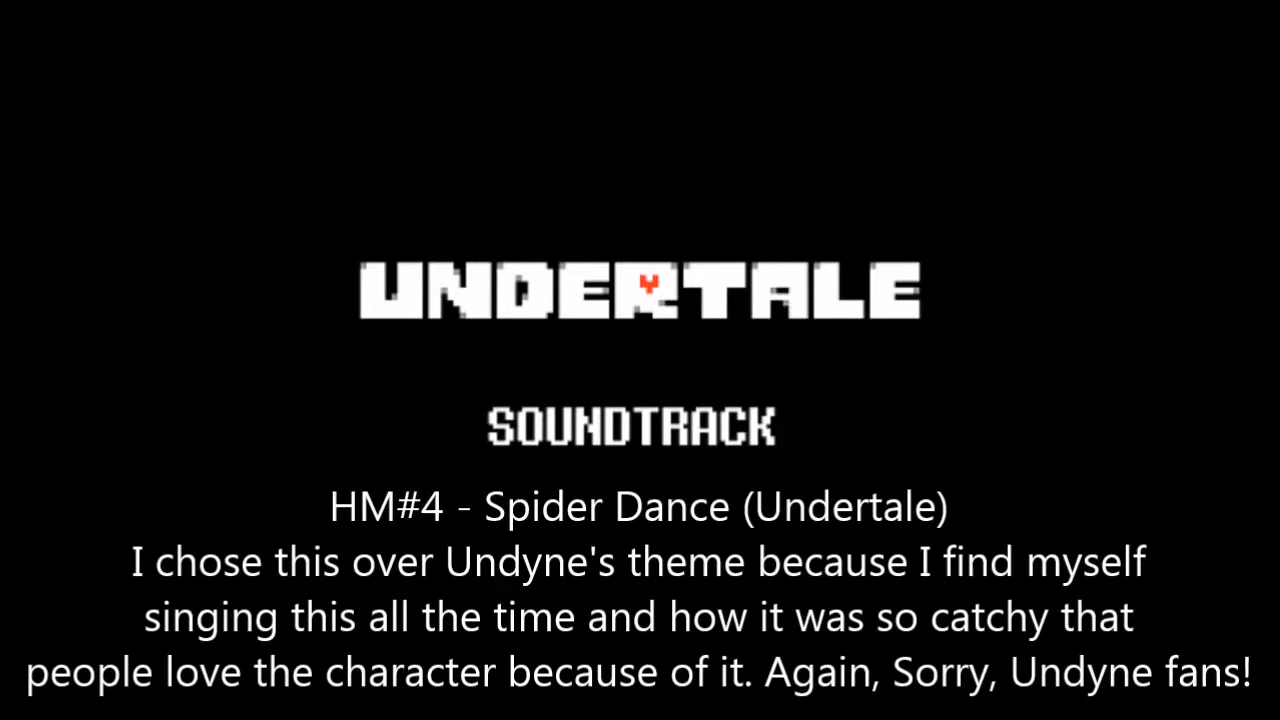 UNDERTALE
SOUNDTRACK
HM#4 - Spider Dance (Undertale)
I chose this over Undyne's theme because I find myself
singing this all the time and how it was so catchy that
people love the character because of it. Again, Sorry, Undyne fans!